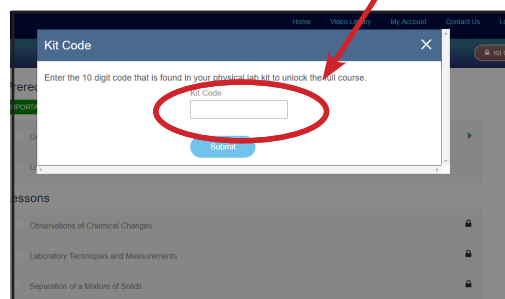 Home Video Library My Account Contact Us
Kit Code
Enter the 10 digit code that is found in your physical lab kit to unlock the full course.
Kit Code
Submit
Observations of Chemical Changes
Laboratory Techniques and Measurements
Separation of a Mixture of Solids